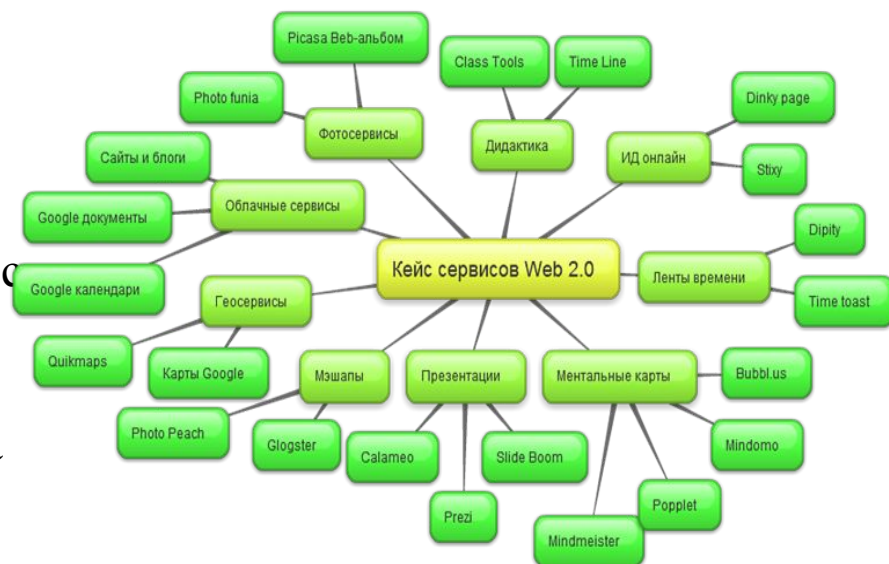 Picasa Веб-альбом
Class Tools
Time Line
Photo funia
Dinky page
Фотосервисы
Дидактика
ИД онлайн
Сайты и блоги
Stixy
Облачные сервисы
Google документы
Dipity
Кейс сервисов Web 2.0
Ленты времени
с
Google календари
Геосервисы
Time toast
Quikmaps
Карты Google
Мэшапы
Презентации
Ментальные карты
Bubbl.us
Photo Peach
Glogster
Calameo
Slide Boom
Mindomo
Prezi
Popplet
Mindmeister